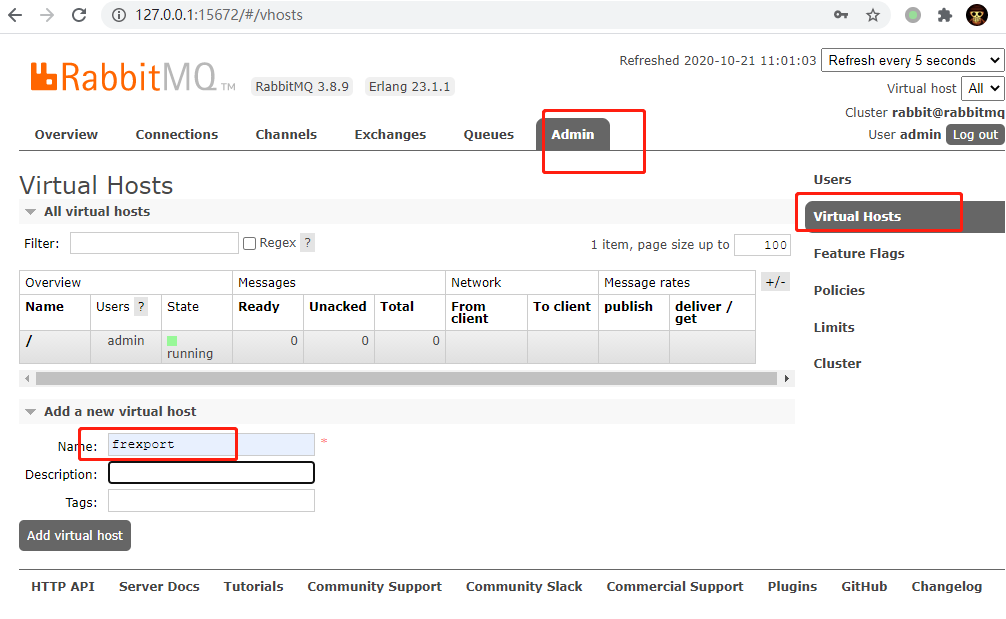 127.0.0.1:15672/#/vhosts
Refreshed 2020-10-21 11:01:03 Refresh every 5 seconds
RabbitMQ TM RabbitMQ 3.8.9 Erlang 23.1.1
Virtual host All
Cluster rabbit@rabbitmq
User admin Log out
Overview Connections Channels Exchanges Queues Admin
Virtual Hosts
All virtual hosts
Filter: Regex ? 1 item, page size up to 100
Overview Messages Network Message rates +/-
Name Users ? State Ready Unacked Total From client To client publish deliver / get
/ admin running 0 0 0
Add a new virtual host
Name: frexport *
Description:
Tags:
Add virtual host
Users
Virtual Hosts
Feature Flags
Policies
Limits
Cluster
HTTP API Server Docs Tutorials Community Support Community Slack Commercial Support Plugins GitHub Changelog